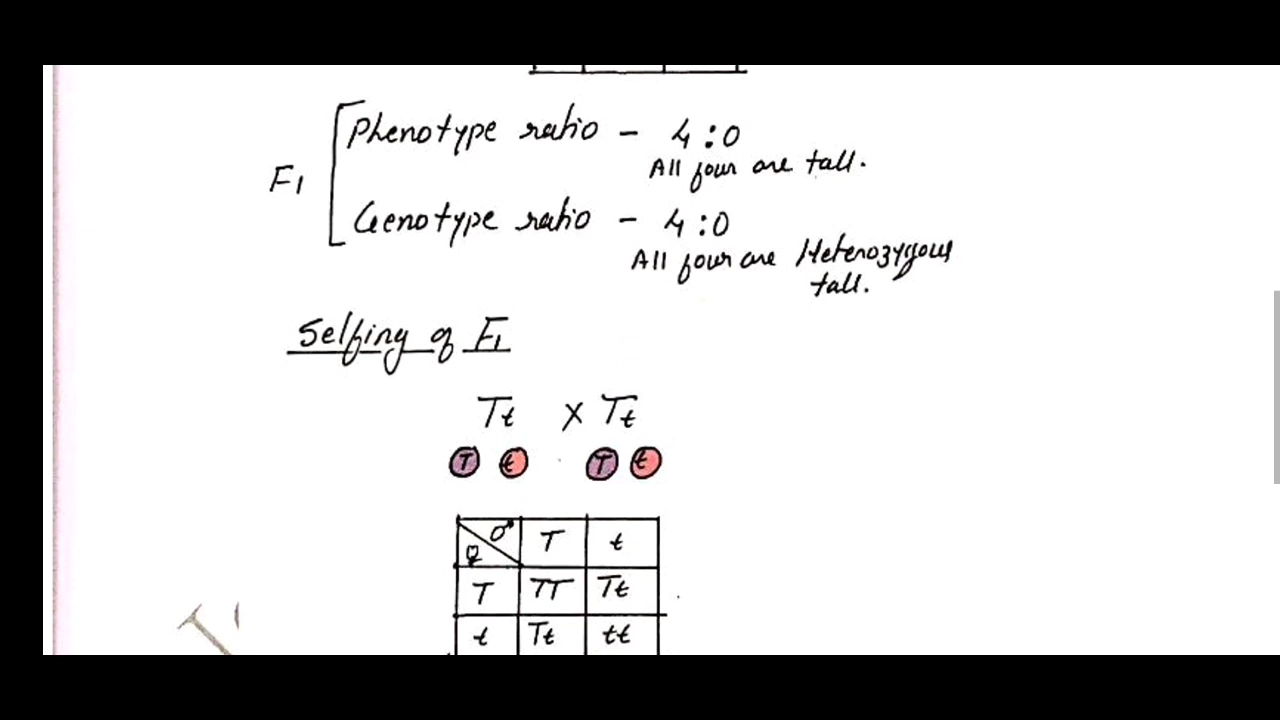 Phenotype ratio - 4:0
All four are tall.
F1
Genotype ratio - 4:0
All four are Heterozygous
tall.
Selfing of F1
Tt x Tt
T t T t
♀ ♂ T t
T TT Tt
t Tt tt